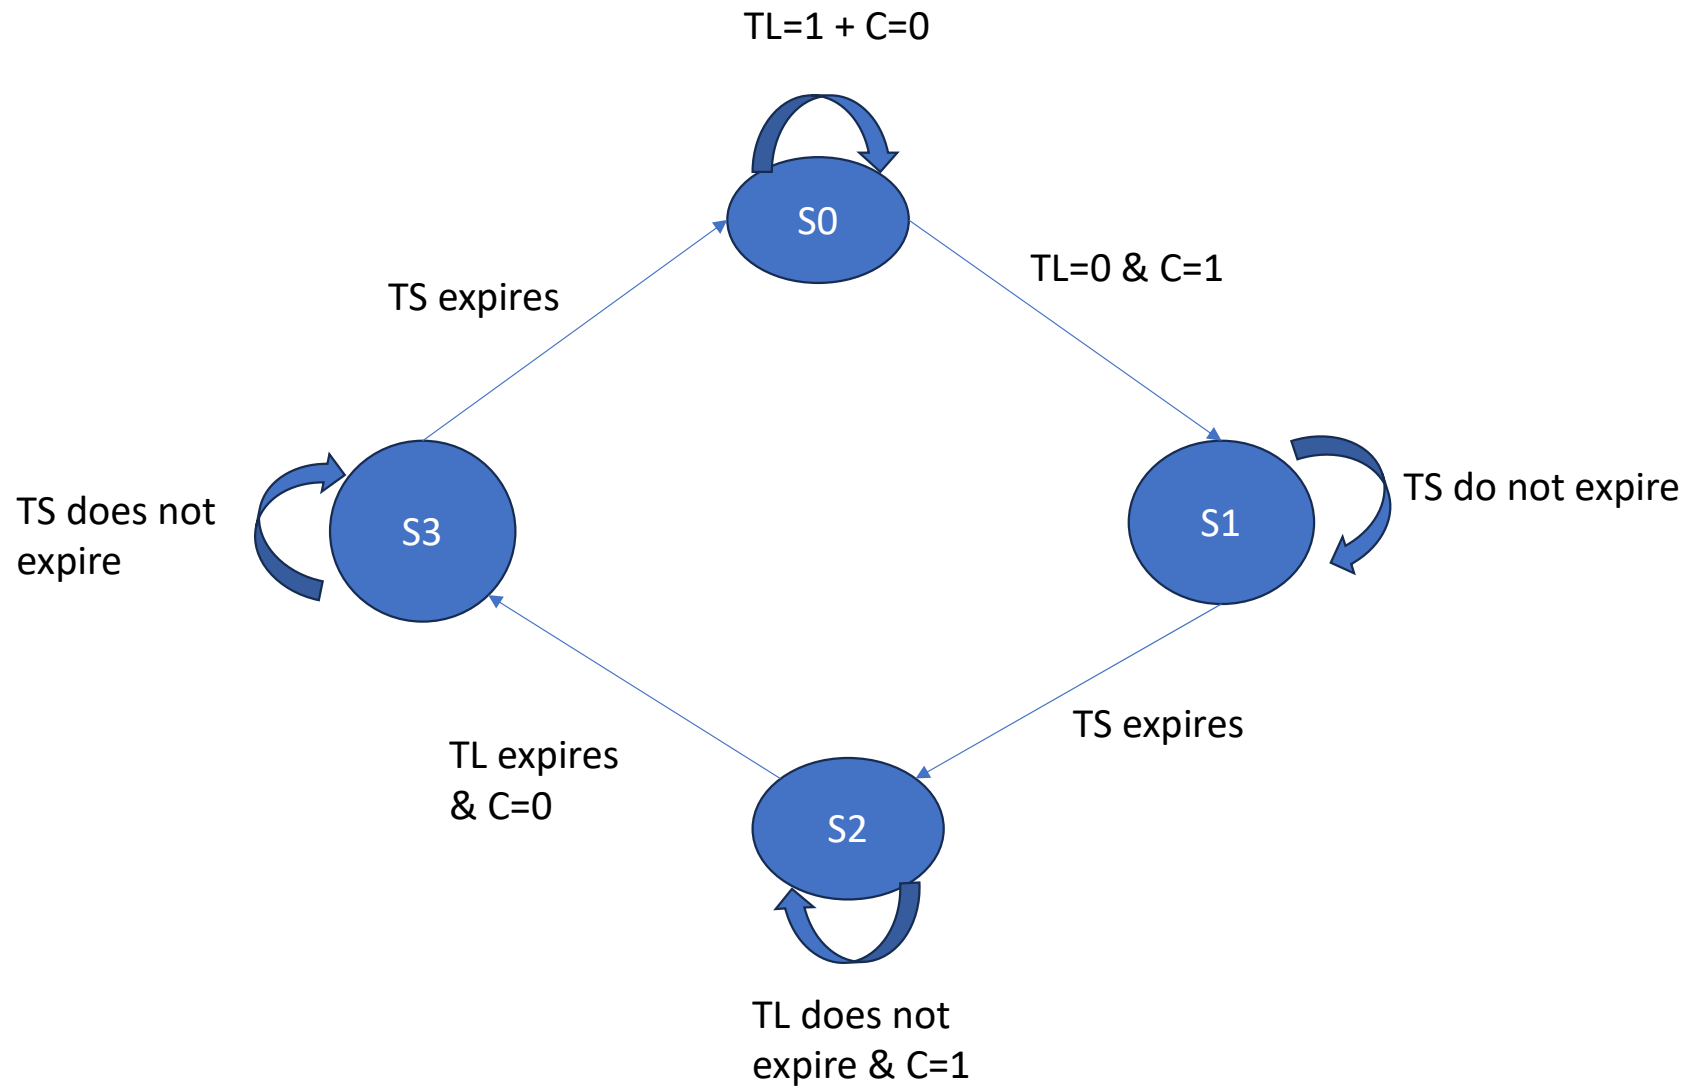 TL=1 + C=0
S0
TL=0 & C=1
TS expires
TS do not expire
TS does not
expire
S3
S1
TS expires
TL expires
& C=0
S2
TL does not
expire & C=1